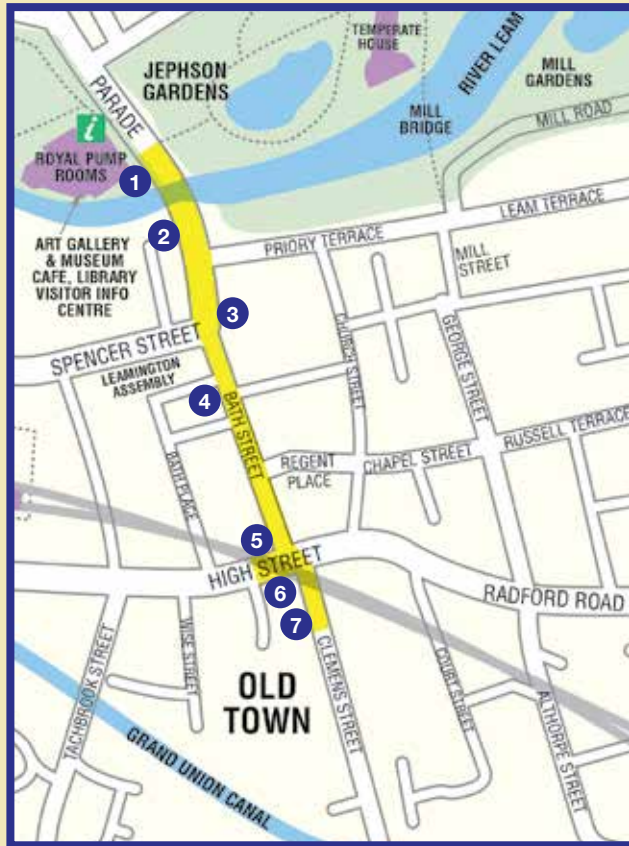 PARADE
JEPHSON
GARDENS
TEMPERATE
HOUSE
RIVER LEAM
MILL
GARDENS
MILL ROAD
MILL
BRIDGE
i
ROYAL PUMP
ROOMS
1
ART GALLERY
& MUSEUM
CAFE, LIBRARY
VISITOR INFO
CENTRE
2
PRIORY TERRACE
LEAM TERRACE
MILL
STREET
3
SPENCER STREET
LEAMINGTON
ASSEMBLY
CHURCH STREET
GEORGE STREET
4
BATH STREET
BATH PLACE
REGENT
PLACE
CHAPEL STREET
RUSSELL TERRACE
5
HIGH STREET
6
RADFORD ROAD
7
WISE STREET
TACHBROOK STREET
OLD
TOWN
CLEMENS STREET
COURT STREET
ALTHORPE STREET
GRAND UNION CANAL